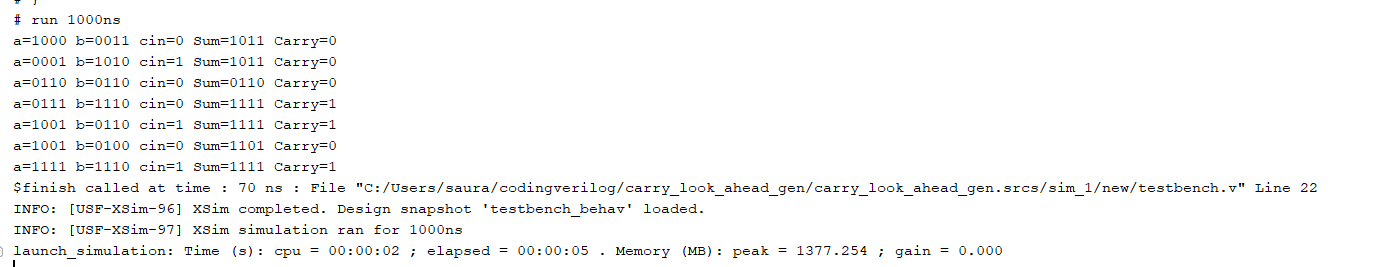 # run 1000ns
a=1000 b=0011 cin=0 Sum=1011 Carry=0
a=0001 b=1010 cin=1 Sum=1011 Carry=0
a=0110 b=0110 cin=0 Sum=0110 Carry=0
a=0111 b=1110 cin=0 Sum=1111 Carry=1
a=1001 b=0110 cin=1 Sum=1111 Carry=1
a=1001 b=0100 cin=0 Sum=1101 Carry=0
a=1111 b=1110 cin=1 Sum=1111 Carry=1
$finish called at time : 70 ns : File "C:/Users/saura/codingverilog/carry_look_ahead_gen/carry_look_ahead_gen.srcs/sim_1/new/testbench.v" Line 22
INFO: [USF-XSim-96] XSim completed. Design snapshot 'testbench_behav' loaded.
INFO: [USF-XSim-97] XSim simulation ran for 1000ns
launch_simulation: Time (s): cpu = 00:00:02 ; elapsed = 00:00:05 . Memory (MB): peak = 1377.254 ; gain = 0.000